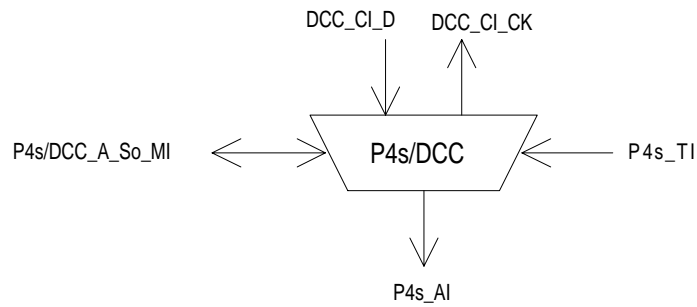 DCC_CI_D DCC_CI_CK
P4s/DCC_A_So_MI P4s/DCC P4s_TI
P4s_AI